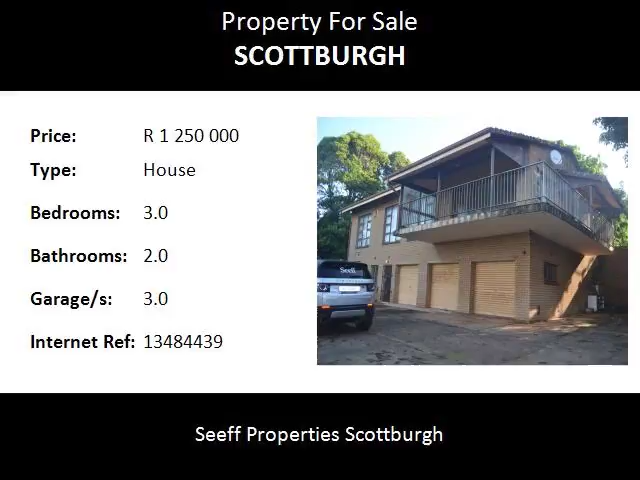 Property For Sale
SCOTTBURGH
Price: R 1 250 000
Type: House
Bedrooms: 3.0
Bathrooms: 2.0
Garage/s: 3.0
Internet Ref: 13484439
Seeff
Seeff Properties Scottburgh